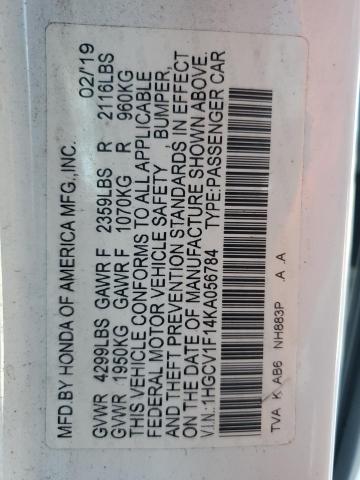 MFD.BY HONDA OF AMERICA MFG.,INC. 02/19
GVWR 4299LBS GAWR F 2359LBS R 2116LBS
GVWR 1950KG GAWR F 1070KG R 960KG
THIS VEHICLE CONFORMS TO ALL APPLICABLE
FEDERAL MOTOR VEHICLE SAFETY BUMPER,
AND THEFT PREVENTION STANDARDS IN EFFECT
ON THE DATE OF MANUFACTURE SHOWN ABOVE.
V.I.N.: 1HGCV1F14KA056784 TYPE:PASSENGER CAR
TVA K AB6 NH883P .A .A